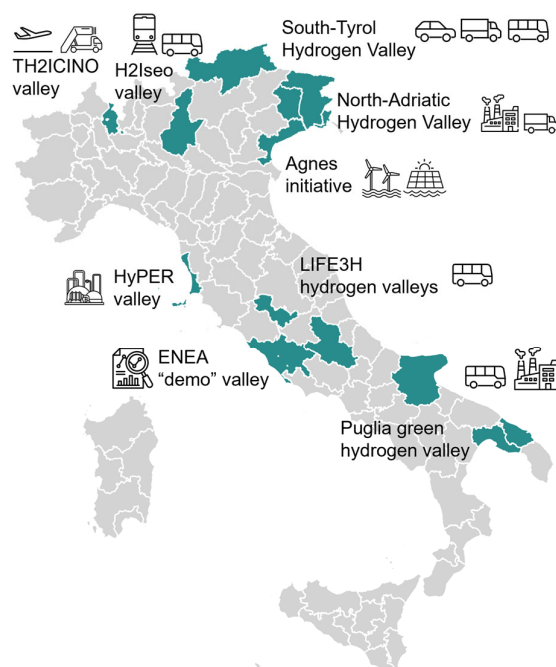 TH2ICINO
valley
H2Iseo
valley
South-Tyrol
Hydrogen Valley
North-Adriatic
Hydrogen Valley
Agnes
initiative
HyPER
valley
LIFE3H
hydrogen valleys
ENEA
“demo” valley
Puglia green
hydrogen valley